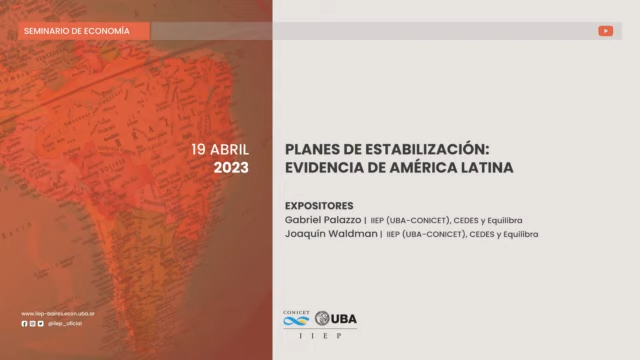 SEMINARIO DE ECONOMÍA
19 ABRIL
2023
PLANES DE ESTABILIZACIÓN:
EVIDENCIA DE AMÉRICA LATINA
EXPOSITORES
Gabriel Palazzo | IIEP (UBA-CONICET), CEDES y Equilibra
Joaquín Waldman | IIEP (UBA-CONICET), CEDES y Equilibra
www.iiep-baires.econ.uba.ar
@iiep_oficial
CONICET
UBA
IIEP